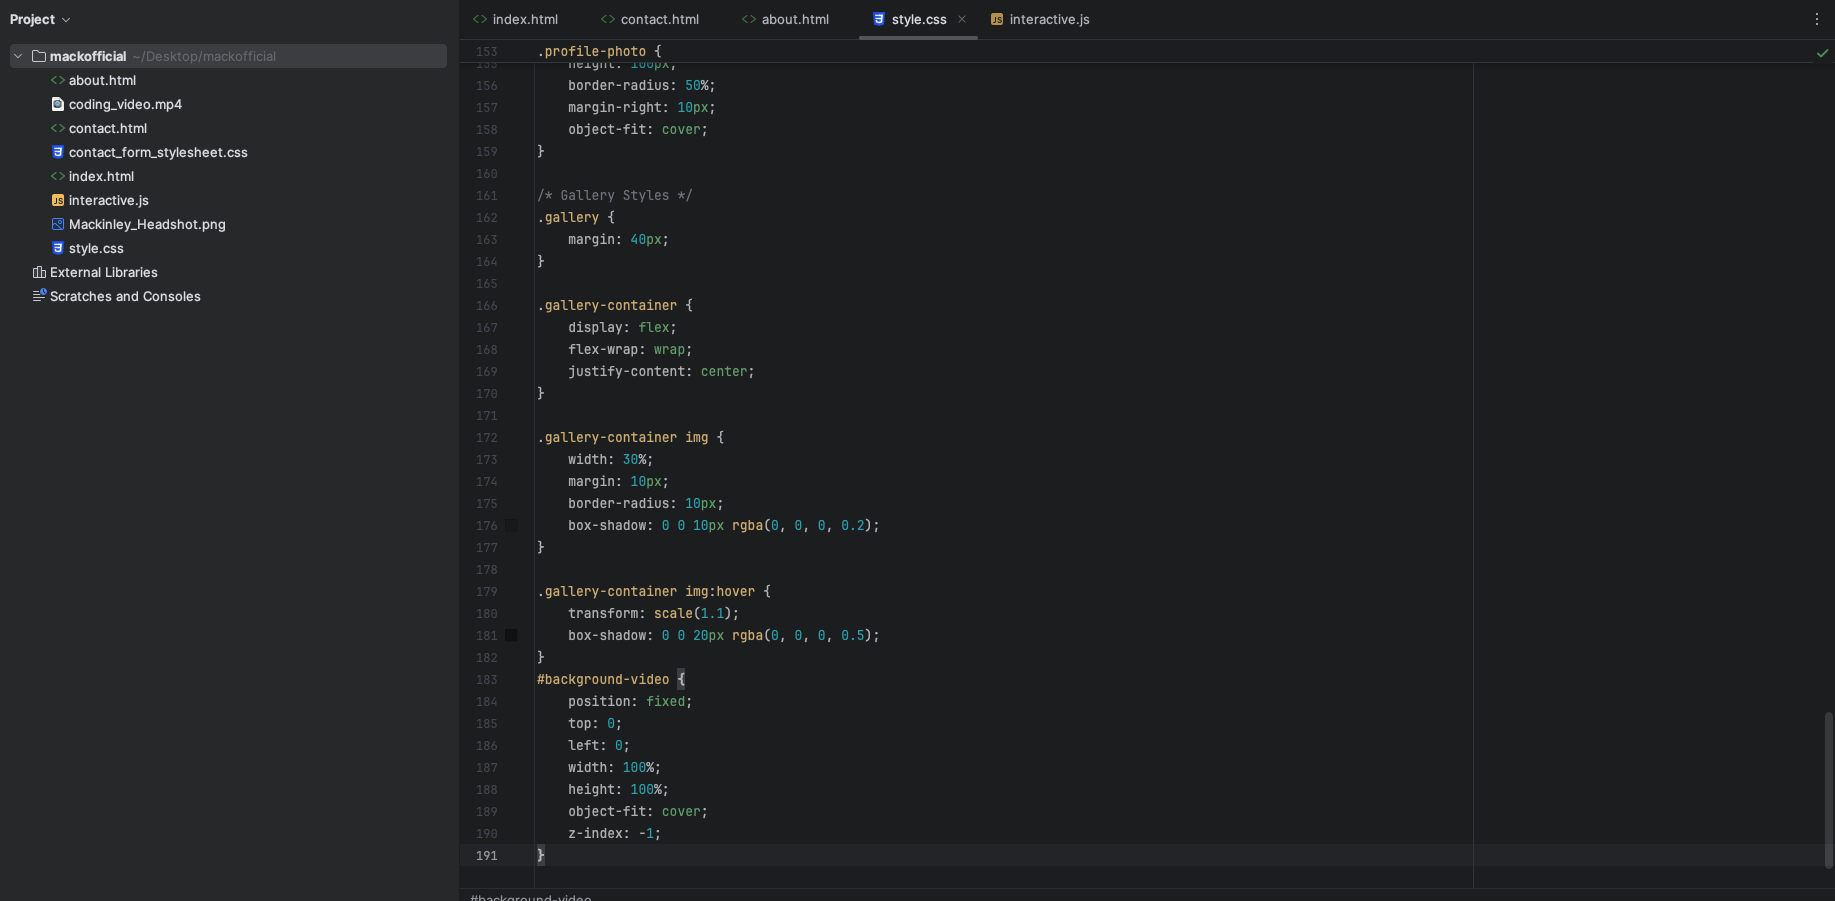 Project
mackofficial ~/Desktop/mackofficial
about.html
coding_video.mp4
contact.html
contact_form_stylesheet.css
index.html
interactive.js
Mackinley_Headshot.png
style.css
External Libraries
Scratches and Consoles
index.html contact.html about.html style.css interactive.js
153 .profile-photo {
155 height: 100px;
156 border-radius: 50%;
157 margin-right: 10px;
158 object-fit: cover;
159 }
160
161 /* Gallery Styles */
162 .gallery {
163 margin: 40px;
164 }
165
166 .gallery-container {
167 display: flex;
168 flex-wrap: wrap;
169 justify-content: center;
170 }
171
172 .gallery-container img {
173 width: 30%;
174 margin: 10px;
175 border-radius: 10px;
176 box-shadow: 0 0 10px rgba(0, 0, 0, 0.2);
177 }
178
179 .gallery-container img:hover {
180 transform: scale(1.1);
181 box-shadow: 0 0 20px rgba(0, 0, 0, 0.5);
182 }
183 #background-video {
184 position: fixed;
185 top: 0;
186 left: 0;
187 width: 100%;
188 height: 100%;
189 object-fit: cover;
190 z-index: -1;
191 }
#background-video